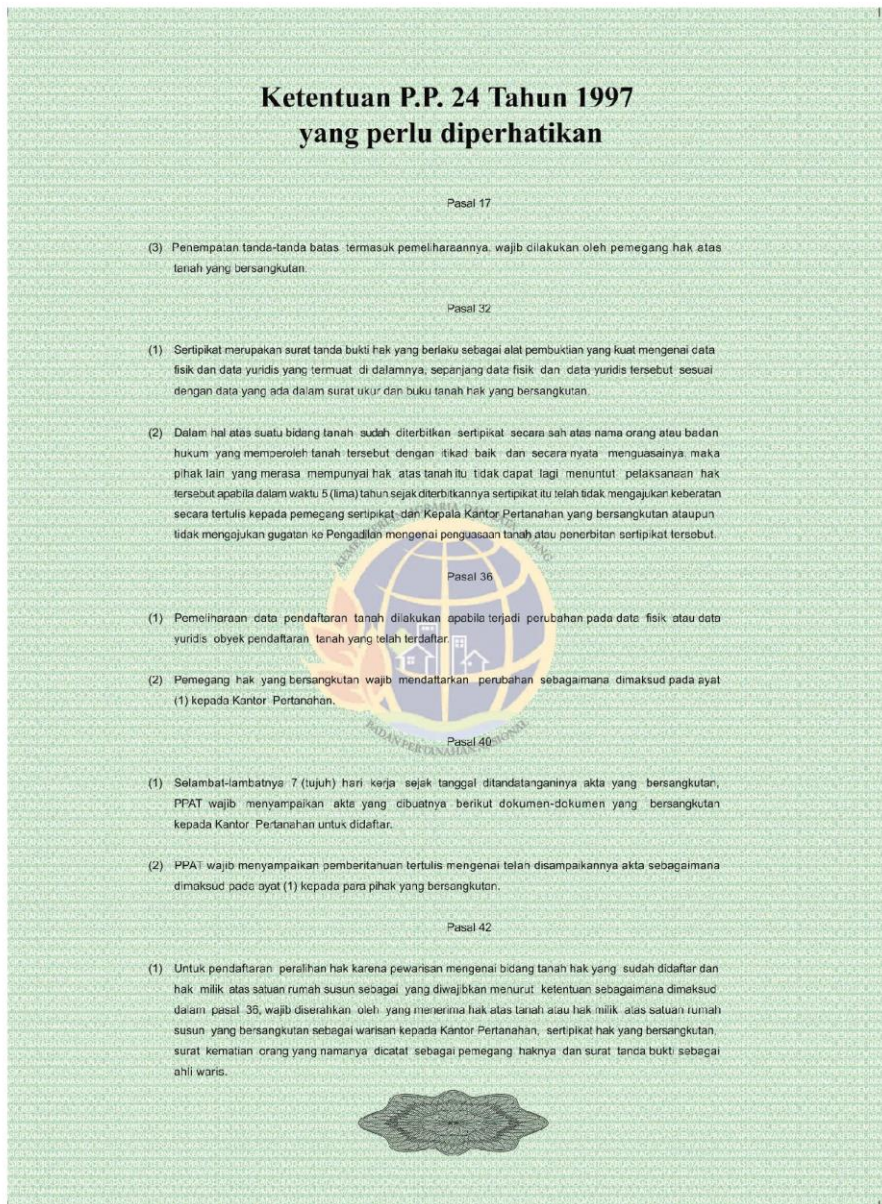 Ketentuan P.P. 24 Tahun 1997
yang perlu diperhatikan
Pasal 17
(3) Penempatan tanda-tanda batas termasuk pemeliharaannya, wajib dilakukan oleh pemegang hak atas
tanah yang bersangkutan.
Pasal 32
(1) Sertipikat merupakan surat tanda bukti hak yang berlaku sebagai alat pembuktian yang kuat mengenai data
fisik dan data yuridis yang termuat di dalamnya, sepanjang data fisik dan data yuridis tersebut sesuai
dengan data yang ada dalam surat ukur dan buku tanah hak yang bersangkutan.
(2) Dalam hal atas suatu bidang tanah sudah diterbitkan sertipikat secara sah atas nama orang atau badan
hukum yang memperoleh tanah tersebut dengan itikad baik dan secara nyata menguasainya, maka
pihak lain yang merasa mempunyai hak atas tanah itu tidak dapat lagi menuntut pelaksanaan hak
tersebut apabila dalam waktu 5 (lima) tahun sejak diterbitkannya sertipikat itu telah tidak mengajukan keberatan
secara tertulis kepada pemegang sertipikat dan Kepala Kantor Pertanahan yang bersangkutan ataupun
tidak mengajukan gugatan ke Pengadilan mengenai penguasaan tanah atau penerbitan sertipikat tersebut.
Pasal 36
(1) Pemeliharaan data pendaftaran tanah dilakukan apabila terjadi perubahan pada data fisik atau data
yuridis obyek pendaftaran tanah yang telah terdaftar.
(2) Pemegang hak yang bersangkutan wajib mendaftarkan perubahan sebagaimana dimaksud pada ayat
(1) kepada Kantor Pertanahan.
BADAN PERTANAHAN NASIONAL
Pasal 40
(1) Selambat-lambatnya 7 (tujuh) hari kerja sejak tanggal ditandatanganinya akta yang bersangkutan,
PPAT wajib menyampaikan akta yang dibuatnya berikut dokumen-dokumen yang bersangkutan
kepada Kantor Pertanahan untuk didaftar.
(2) PPAT wajib menyampaikan pemberitahuan tertulis mengenai telah disampaikannya akta sebagaimana
dimaksud pada ayat (1) kepada para pihak yang bersangkutan.
Pasal 42
(1) Untuk pendaftaran peralihan hak karena pewarisan mengenai bidang tanah hak yang sudah didaftar dan
hak milik atas satuan rumah susun sebagai yang diwajibkan menurut ketentuan sebagaimana dimaksud
dalam pasal 36, wajib diserahkan oleh yang menerima hak atas tanah atau hak milik atas satuan rumah
susun yang bersangkutan sebagai warisan kepada Kantor Pertanahan, sertipikat hak yang bersangkutan,
surat kematian orang yang namanya dicatat sebagai pemegang haknya dan surat tanda bukti sebagai
ahli waris.